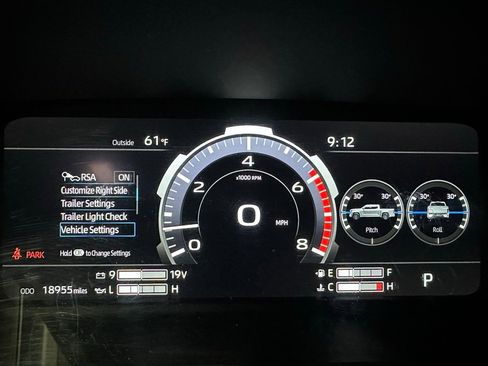 Outside 61°F
9:12
RSA ON
Customize Right Side
Trailer Settings
Trailer Light Check
Vehicle Settings
Hold OK to Change Settings
PARK
0 2 4 6 8
x1000 RPM
0 MPH
30° 30°
Pitch
30° 30°
Roll
9 19V
L H
E F
C H
P
ODO 18955 miles